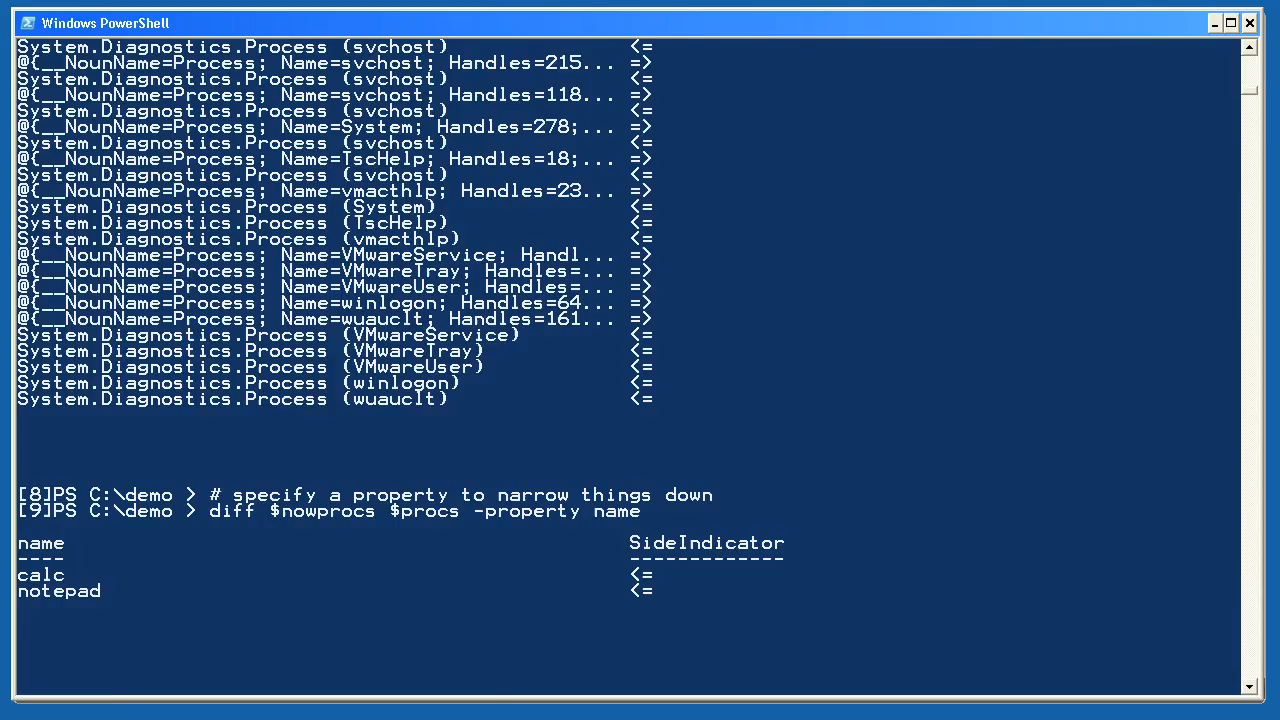 Windows PowerShell
System.Diagnostics.Process (svchost) <=
@{__NounName=Process; Name=svchost; Handles=215... =>
System.Diagnostics.Process (svchost) <=
@{__NounName=Process; Name=svchost; Handles=118... =>
System.Diagnostics.Process (svchost) <=
@{__NounName=Process; Name=System; Handles=278;... =>
System.Diagnostics.Process (svchost) <=
@{__NounName=Process; Name=TscHelp; Handles=18;... =>
System.Diagnostics.Process (svchost) <=
@{__NounName=Process; Name=vmacthlp; Handles=23... =>
System.Diagnostics.Process (System) <=
System.Diagnostics.Process (TscHelp) <=
System.Diagnostics.Process (vmacthlp) <=
@{__NounName=Process; Name=VMwareService; Handl... =>
@{__NounName=Process; Name=VMwareTray; Handles=... =>
@{__NounName=Process; Name=VMwareUser; Handles=... =>
@{__NounName=Process; Name=winlogon; Handles=64... =>
@{__NounName=Process; Name=wuauclt; Handles=161... =>
System.Diagnostics.Process (VMwareService) <=
System.Diagnostics.Process (VMwareTray) <=
System.Diagnostics.Process (VMwareUser) <=
System.Diagnostics.Process (winlogon) <=
System.Diagnostics.Process (wuauclt) <=
[8]PS C:\demo > # specify a property to narrow things down
[9]PS C:\demo > diff $nowprocs $procs -property name
name SideIndicator
---- -------------
calc <=
notepad <=